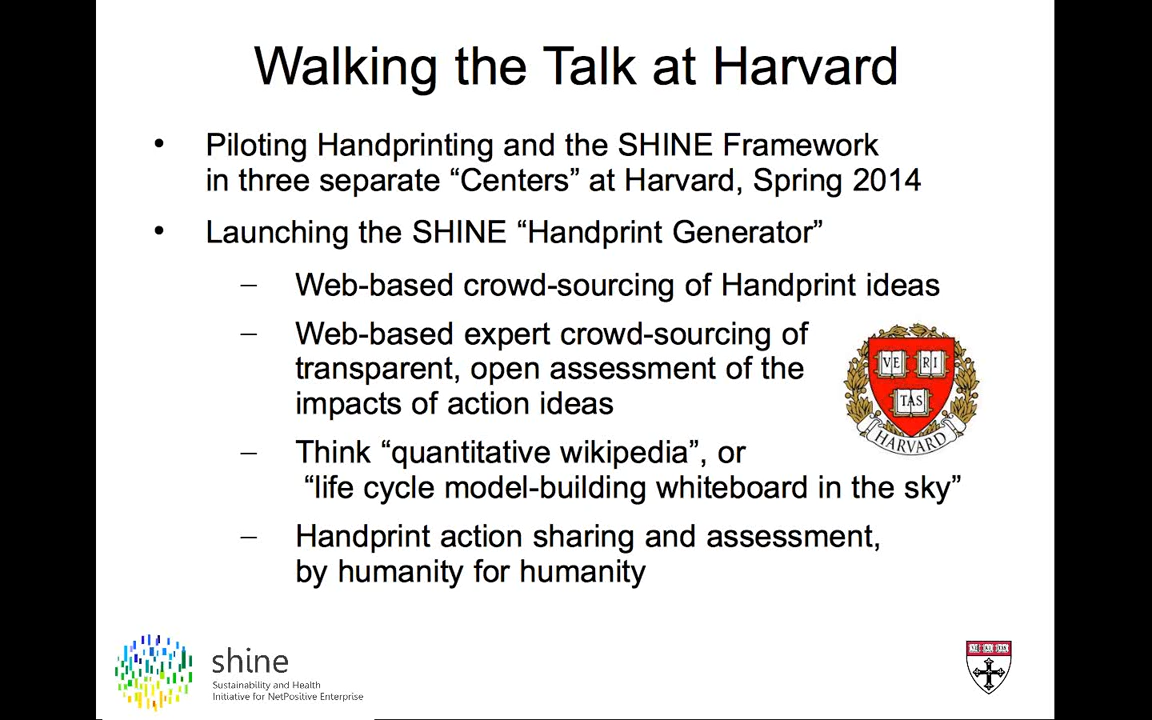 Walking the Talk at Harvard
• Piloting Handprinting and the SHINE Framework
in three separate “Centers” at Harvard, Spring 2014
• Launching the SHINE “Handprint Generator”
– Web-based crowd-sourcing of Handprint ideas
– Web-based expert crowd-sourcing of
transparent, open assessment of the
impacts of action ideas
– Think “quantitative wikipedia”, or
“life cycle model-building whiteboard in the sky”
– Handprint action sharing and assessment,
by humanity for humanity
VE RI
TAS
HARVARD
shine
Sustainability and Health
Initiative for NetPositive Enterprise